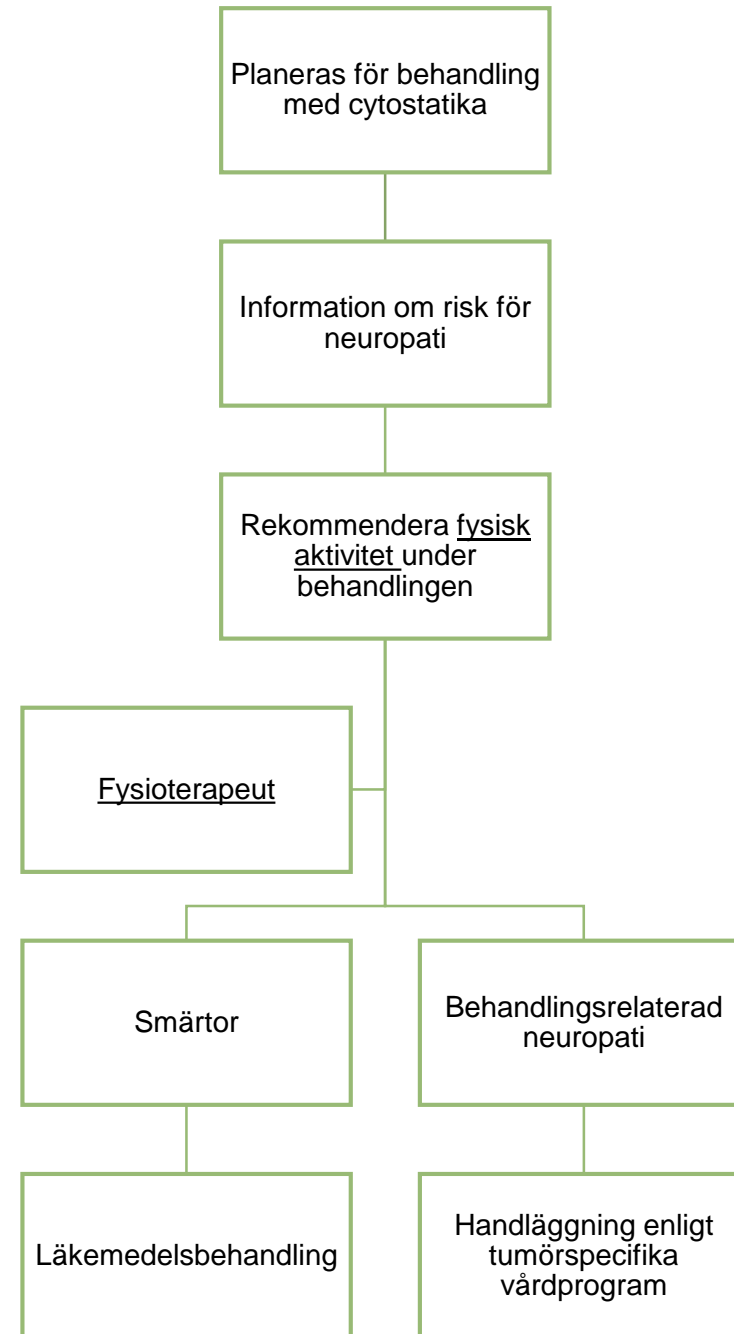 Planeras för behandling
med cytostatika
Information om risk för
neuropati
Rekommendera fysisk
aktivitet under
behandlingen
Fysioterapeut
Smärtor
Behandlingsrelaterad
neuropati
Läkemedelsbehandling
Handläggning enligt
tumörspecifika
vårdprogram